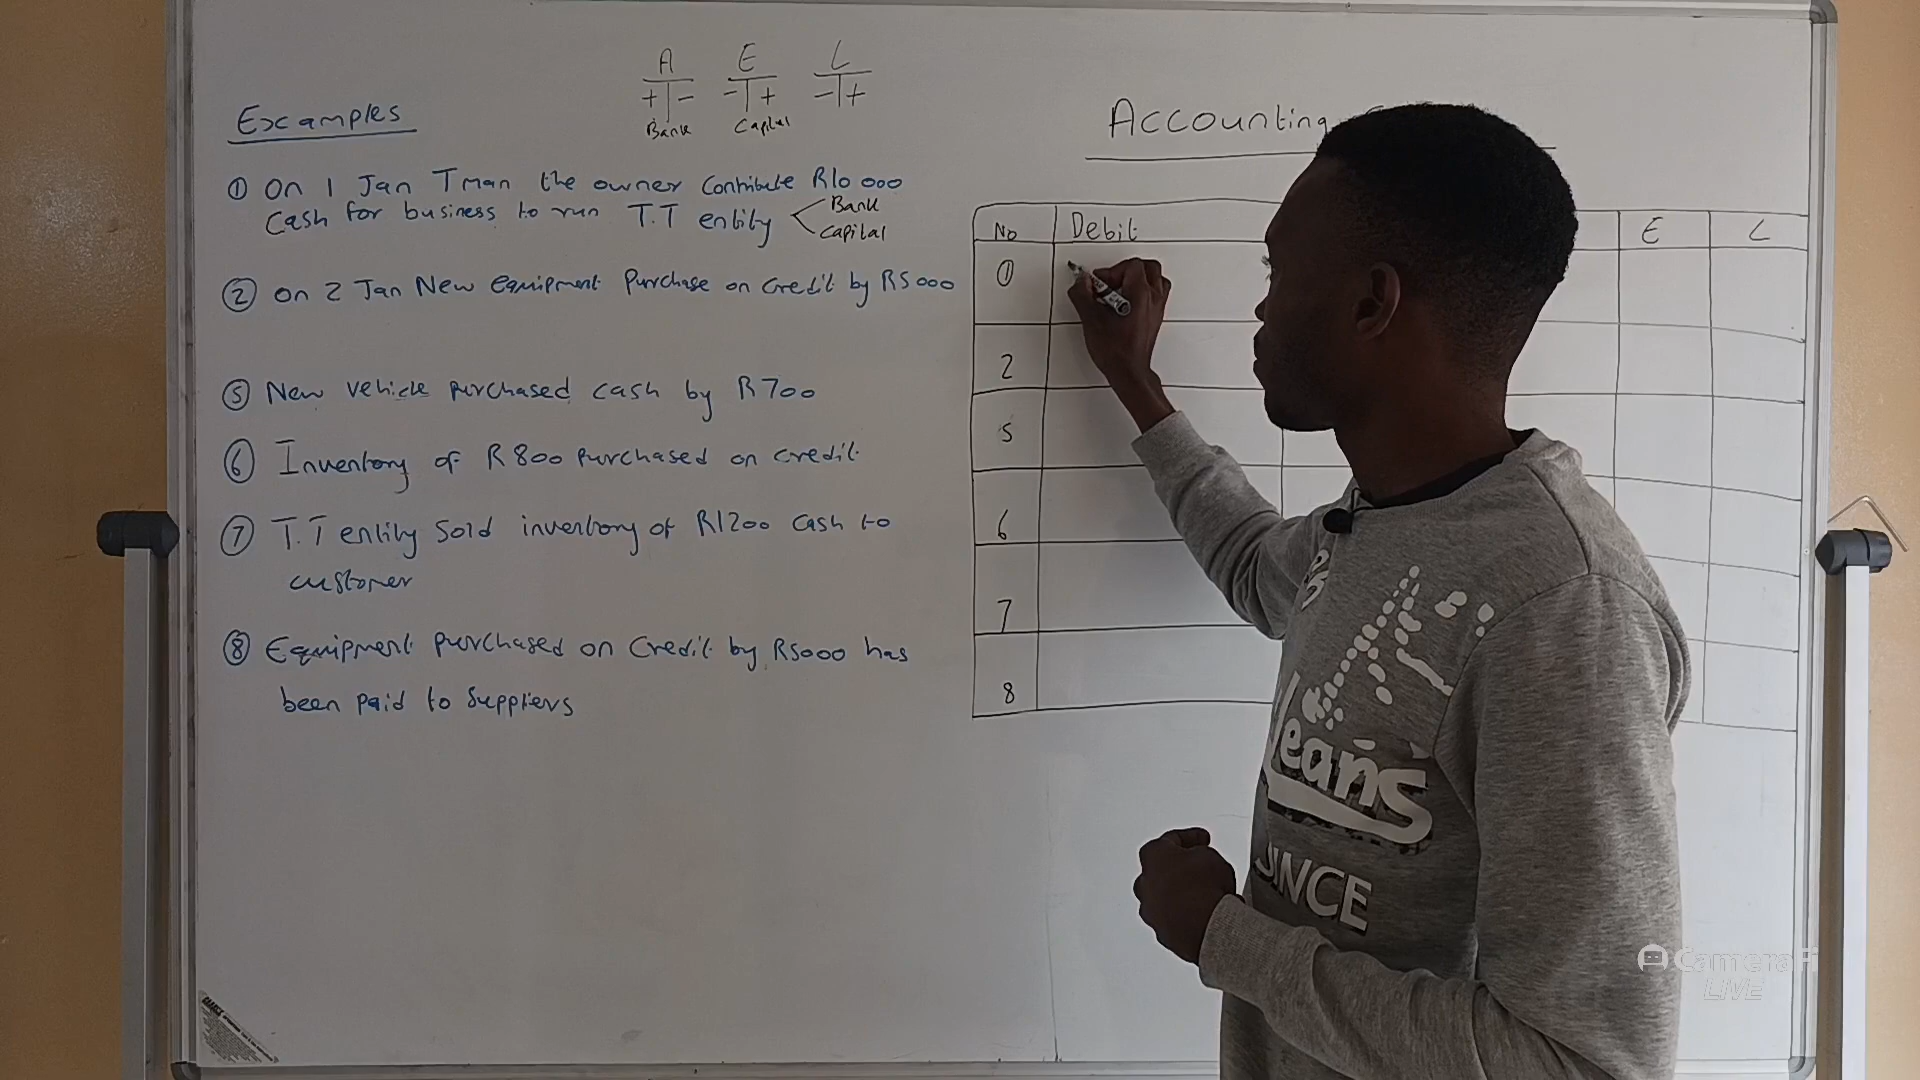 A E L
+ - - + - +
Bank Capital
Examples
① On 1 Jan Tman the owner Contribute R10 000
Cash for business to run T.T entity
Bank
Capital
② on 2 Jan New equipment Purchase on Credit by R5000
⑤ New vehicle purchased cash by R700
⑥ Inventory of R800 purchased on credit
⑦ T.T entity Sold inventory of R1200 Cash to
customer
⑧ Equipment purchased on Credit by R5000 has
been paid to Suppliers
Accounting
No Debit E L
①
2
5
6
7
8
Jeans
SINCE
CameraFi
LIVE